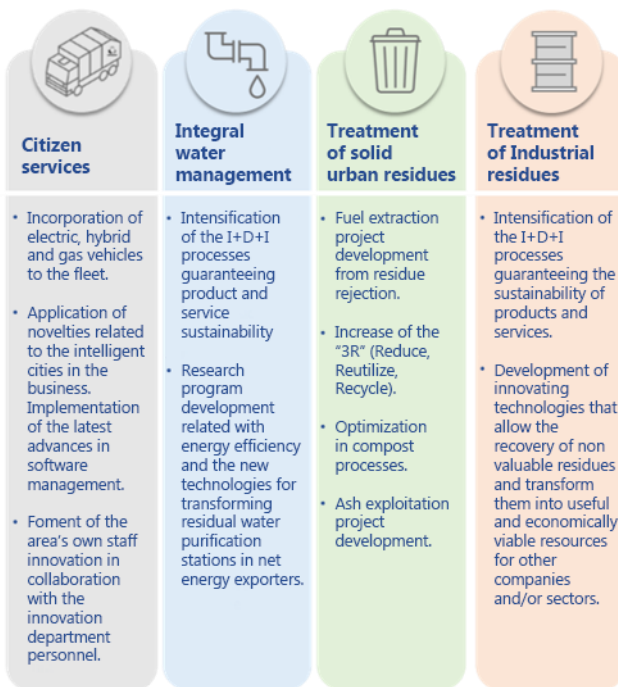 Citizen
services
• Incorporation of
electric, hybrid
and gas vehicles
to the fleet.
• Application of
novelties related
to the intelligent
cities in the
business.
Implementation
of the latest
advances in
software
management.
• Foment of the
area's own staff
innovation in
collaboration
with the
innovation
department
personnel.
Integral
water
management
• Intensification
of the I+D+I
processes
guaranteeing
product and
service
sustainability
• Research
program
development
related with
energy efficiency
and the new
technologies for
transforming
residual water
purification
stations in net
energy exporters.
Treatment
of solid
urban residues
• Fuel extraction
project
development
from residue
rejection.
• Increase of the
"3R" (Reduce,
Reutilize,
Recycle).
• Optimization
in compost
processes.
• Ash exploitation
project
development.
Treatment
of Industrial
residues
• Intensification of
the I+D+I
processes
guaranteeing the
sustainability of
products and
services.
• Development of
innovating
technologies that
allow the
recovery of non
valuable residues
and transform
them into useful
and economically
viable resources
for other
companies
and/or sectors.